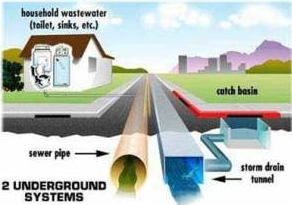 household wastewater
(toilet, sinks, etc.)
catch basin
sewer pipe
storm drain
tunnel
2 UNDERGROUND
SYSTEMS